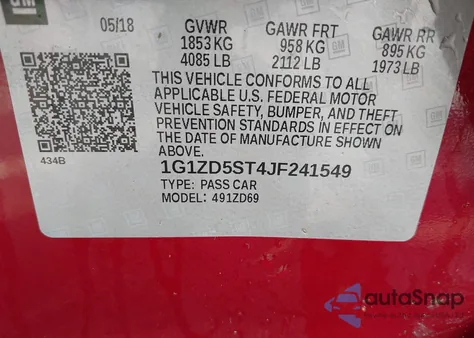 GM
05/18 GVWR GAWR FRT GAWR RR
1853 KG 958 KG 895 KG
4085 LB 2112 LB 1973 LB
THIS VEHICLE CONFORMS TO ALL
APPLICABLE U.S. FEDERAL MOTOR
VEHICLE SAFETY, BUMPER, AND THEFT
PREVENTION STANDARDS IN EFFECT ON
THE DATE OF MANUFACTURE SHOWN
ABOVE.
434B
1G1ZD5ST4JF241549
TYPE: PASS CAR
MODEL: 491ZD69
autoSnap